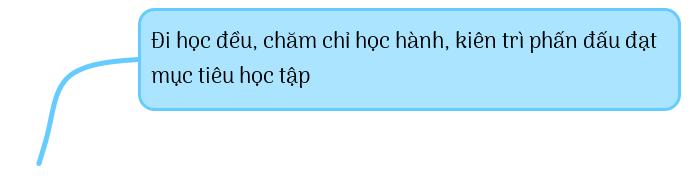 Đi học đều, chăm chỉ học hành, kiên trì phấn đấu đạt
mục tiêu học tập